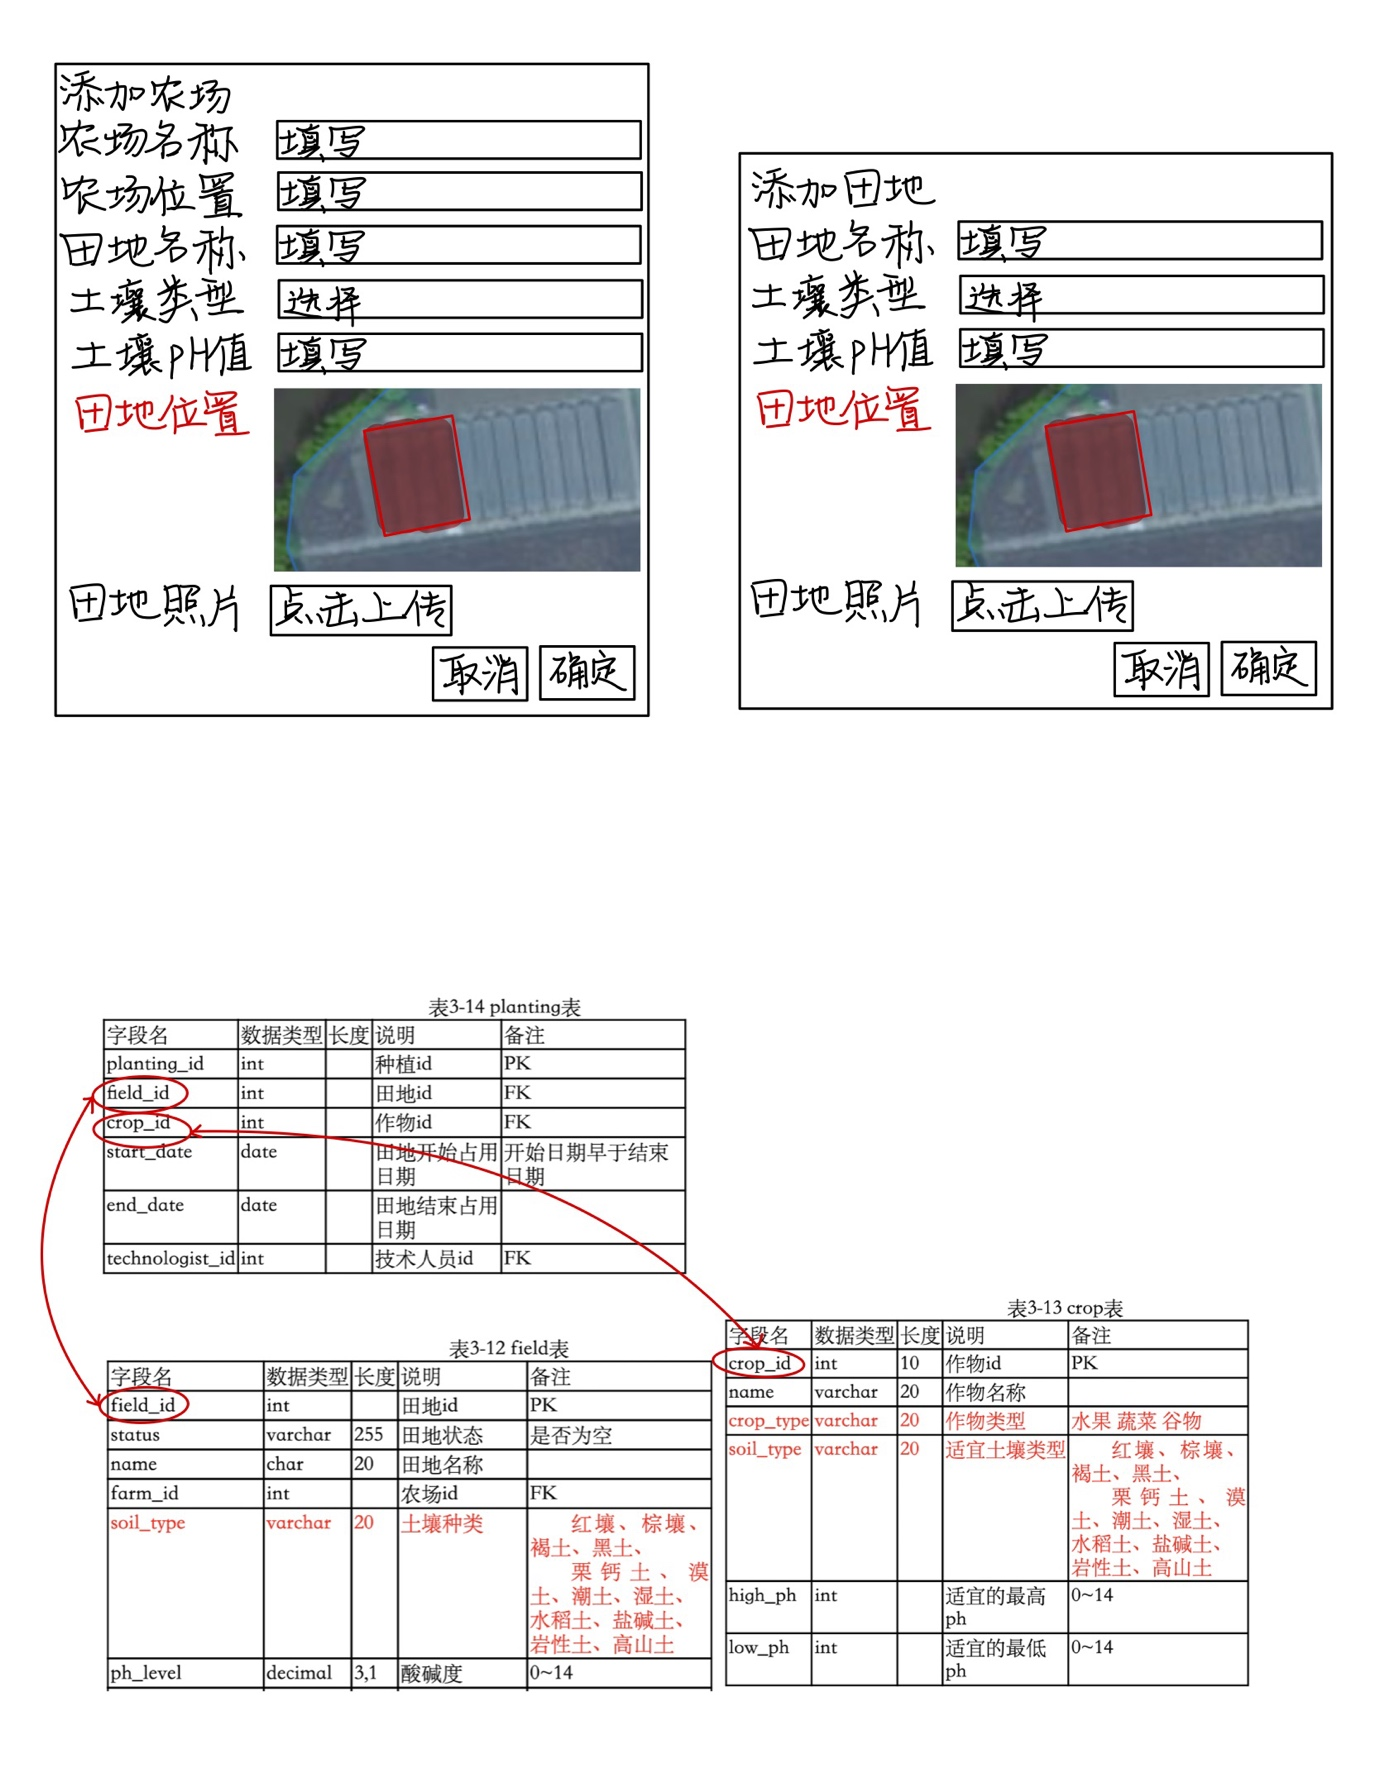 添加农场
农场名称 填写
农场位置 填写
田地名称 填写
土壤类型 选择
土壤pH值 填写
田地位置
田地照片 点击上传
取消 确定
添加田地
田地名称 填写
土壤类型 选择
土壤pH值 填写
田地位置
田地照片 点击上传
取消 确定
表3-14 planting表
字段名 数据类型 长度 说明 备注
planting_id int 种植id PK
field_id int 田地id FK
crop_id int 作物id FK
start_date date 田地开始占用 开始日期早于结束
日期 日期
end_date date 田地结束占用
日期
technologist_id int 技术人员id FK
表3-12 field表
字段名 数据类型 长度 说明 备注
field_id int 田地id PK
status varchar 255 田地状态 是否为空
name char 20 田地名称
farm_id int 农场id FK
soil_type varchar 20 土壤种类 红壤、棕壤、
褐土、黑土、
栗钙土、漠
土、潮土、湿土、
水稻土、盐碱土、
岩性土、高山土
ph_level decimal 3,1 酸碱度 0~14
表3-13 crop表
字段名 数据类型 长度 说明 备注
crop_id int 10 作物id PK
name varchar 20 作物名称
crop_type varchar 20 作物类型 水果 蔬菜 谷物
soil_type varchar 20 适宜土壤类型 红壤、棕壤、
褐土、黑土、
栗钙土、漠
土、潮土、湿土、
水稻土、盐碱土、
岩性土、高山土
high_ph int 适宜的最高 0~14
ph
low_ph int 适宜的最低 0~14
ph